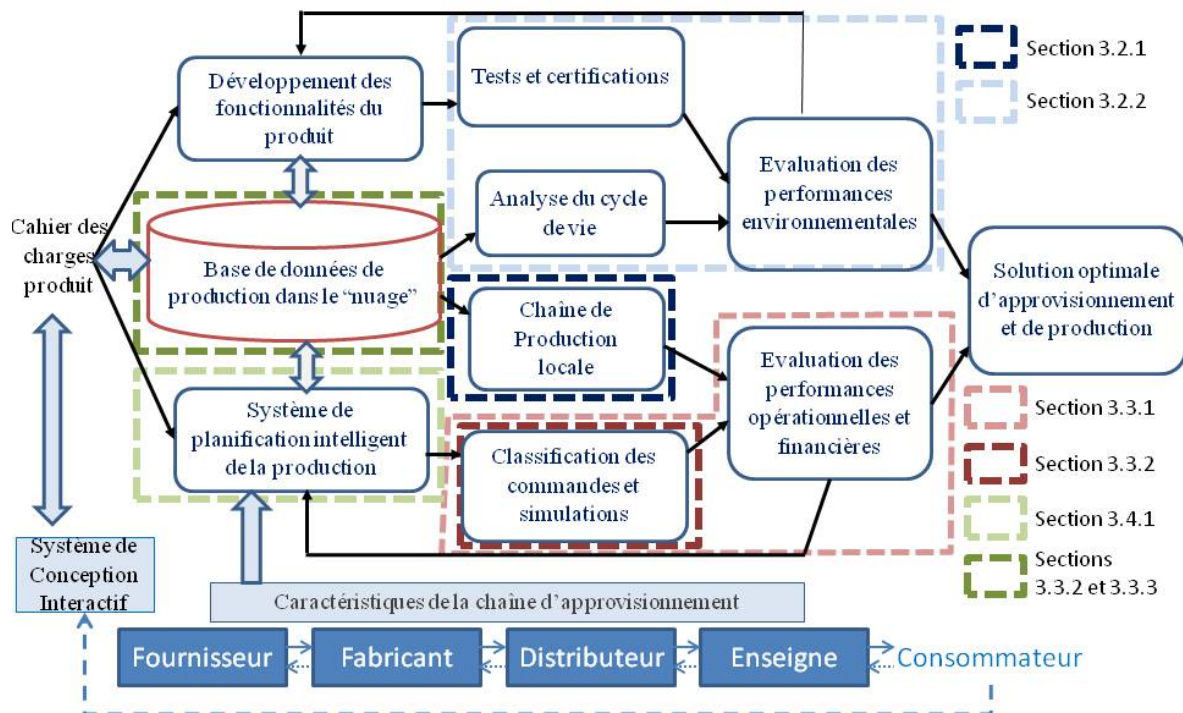 Développement des
fonctionnalités du
produit
Tests et certifications
Section 3.2.1
Section 3.2.2
Cahier des
charges
produit
Base de données de
production dans le “nuage”
Analyse du cycle
de vie
Evaluation des
performances
environnementales
Chaîne de
Production
locale
Solution optimale
d’approvisionnement
et de production
Système de
planification intelligent
de la production
Classification des
commandes et
simulations
Evaluation des
performances
opérationnelles et
financières
Section 3.3.1
Section 3.3.2
Section 3.4.1
Sections
3.3.2 et 3.3.3
Système de
Conception
Interactif
Caractéristiques de la chaîne d’approvisionnement
Fournisseur
Fabricant
Distributeur
Enseigne
Consommateur